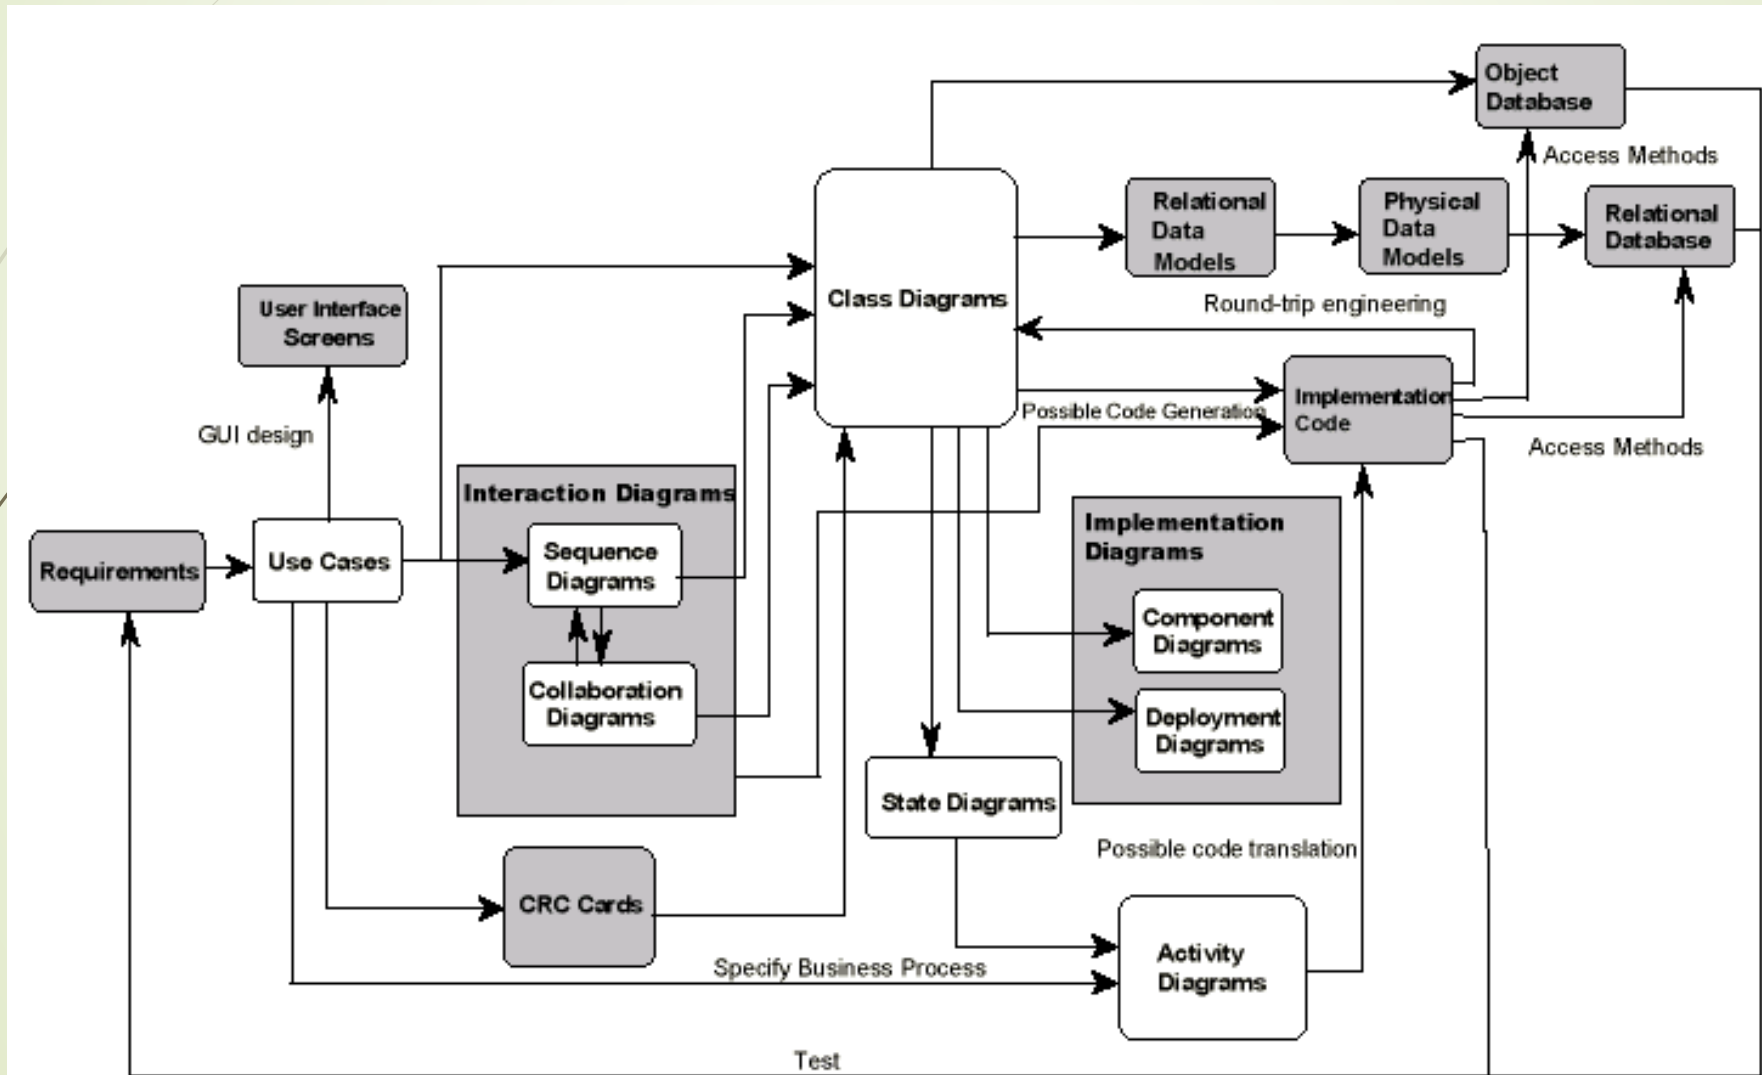 Object
Database
Access Methods
Relational
Data
Models
Physical
Data
Models
Relational
Database
Class Diagrams
Round-trip engineering
User Interface
Screens
GUI design
Possible Code Generation
Implementation
Code
Access Methods
Interaction Diagrams
Implementation
Diagrams
Requirements
Use Cases
Sequence
Diagrams
Component
Diagrams
Collaboration
Diagrams
Deployment
Diagrams
State Diagrams
Possible code translation
CRC Cards
Activity
Diagrams
Specify Business Process
Test